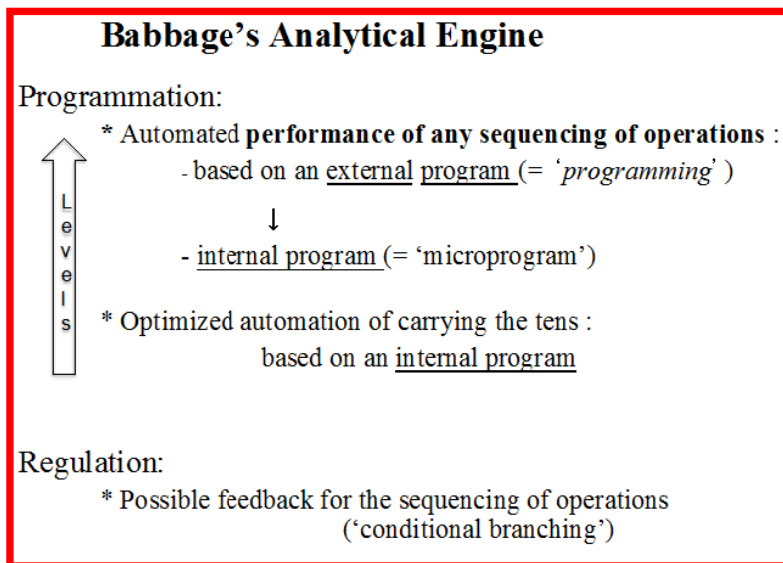 Babbage's Analytical Engine
Programmation:
* Automated performance of any sequencing of operations :
- based on an external program (= 'programming' )
↓
- internal program (= 'microprogram')
Levels
* Optimized automation of carrying the tens :
based on an internal program
Regulation:
* Possible feedback for the sequencing of operations
('conditional branching')